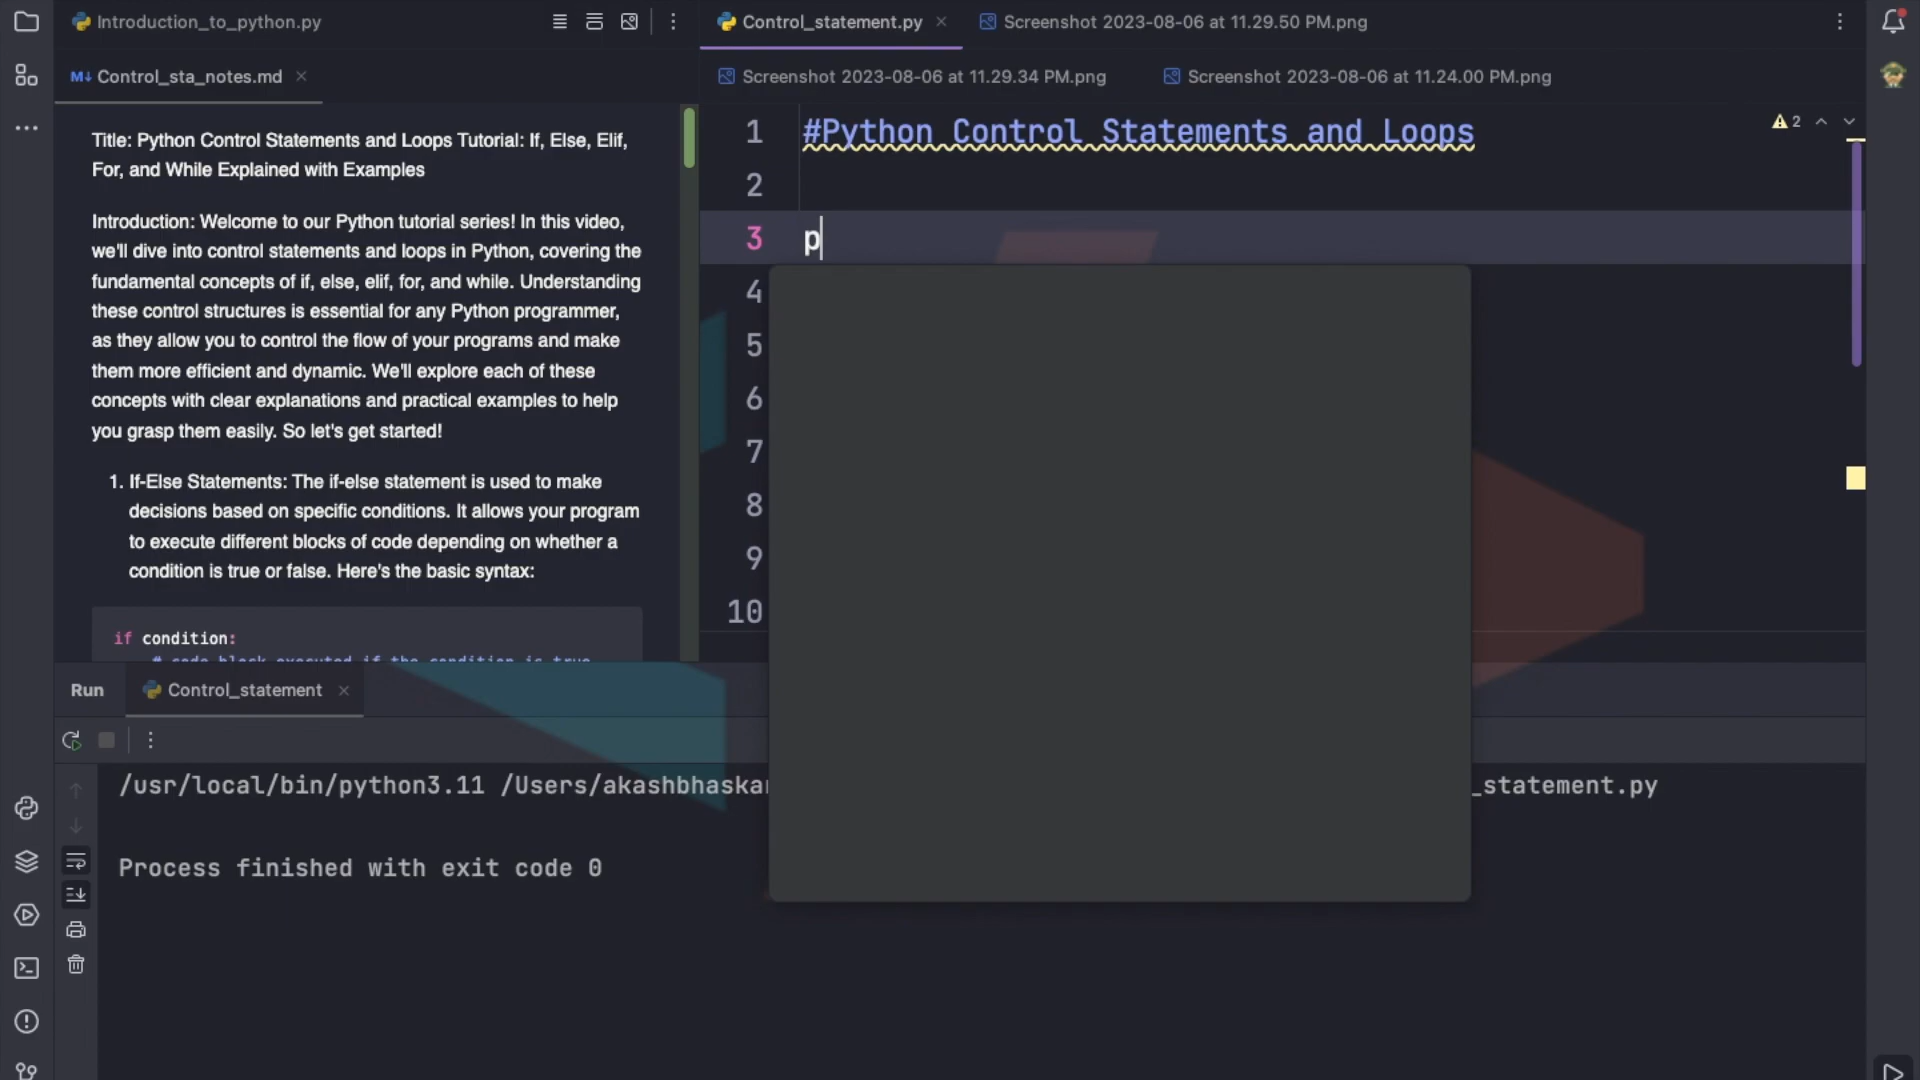 Introduction_to_python.py
Control_statement.py
Screenshot 2023-08-06 at 11.29.50 PM.png
M↓ Control_sta_notes.md
Screenshot 2023-08-06 at 11.29.34 PM.png
Screenshot 2023-08-06 at 11.24.00 PM.png
Title: Python Control Statements and Loops Tutorial: If, Else, Elif,
For, and While Explained with Examples
Introduction: Welcome to our Python tutorial series! In this video,
we'll dive into control statements and loops in Python, covering the
fundamental concepts of if, else, elif, for, and while. Understanding
these control structures is essential for any Python programmer,
as they allow you to control the flow of your programs and make
them more efficient and dynamic. We'll explore each of these
concepts with clear explanations and practical examples to help
you grasp them easily. So let's get started!
1. If-Else Statements: The if-else statement is used to make
decisions based on specific conditions. It allows your program
to execute different blocks of code depending on whether a
condition is true or false. Here's the basic syntax:
if condition:
# code block executed if the condition is true
1 #Python Control Statements and Loops
2
3 p
4
5
6
7
8
9
10
2
Run
Control_statement
/usr/local/bin/python3.11 /Users/akashbhaska
_statement.py
Process finished with exit code 0